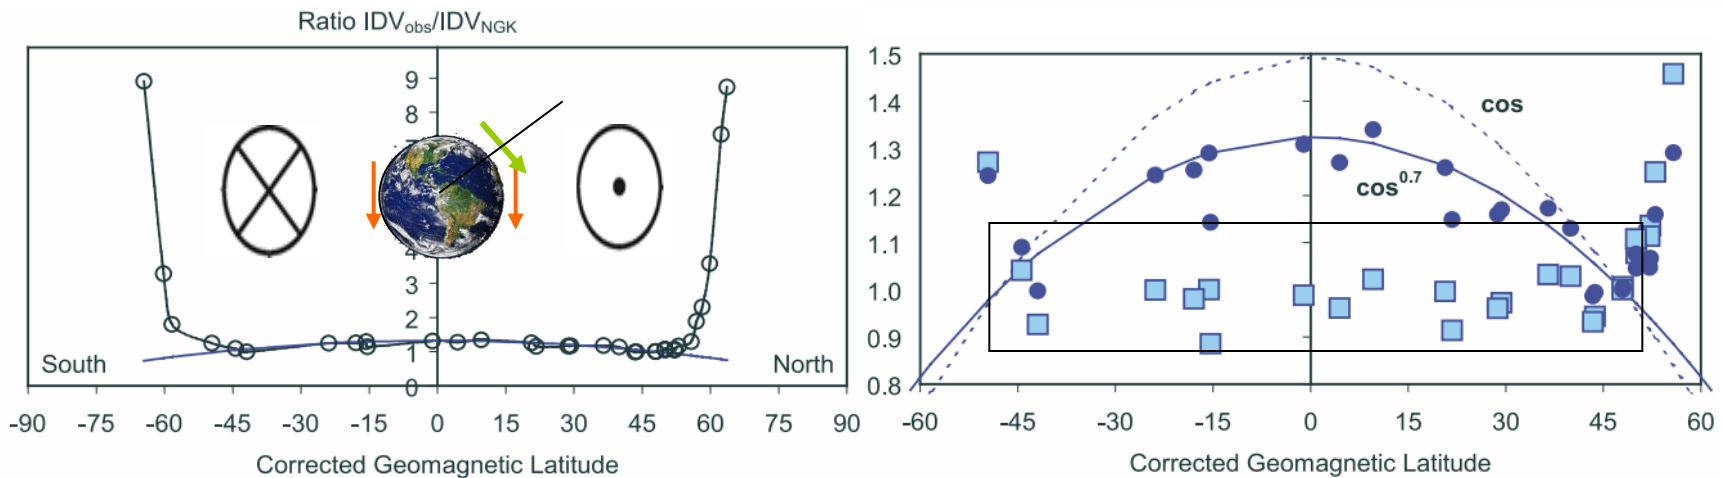 Ratio IDVobs/IDVNGK
9
8
7
4
3
2
1
0
South
North
-90 -75 -60 -45 -30 -15 0 15 30 45 60 75 90
Corrected Geomagnetic Latitude
1.5
1.4
1.3
1.2
1.1
1.0
0.9
0.8
cos
cos0.7
-60 -45 -30 -15 0 15 30 45 60
Corrected Geomagnetic Latitude